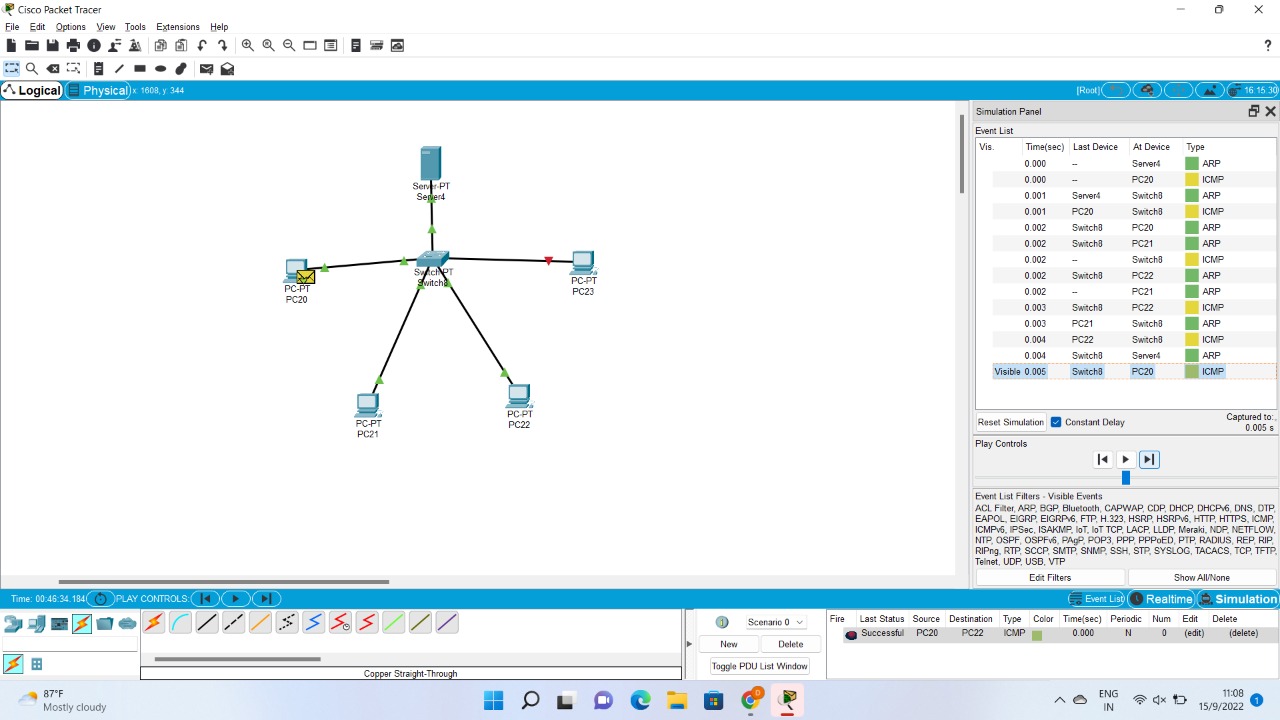 Cisco Packet Tracer
File Edit Options View Tools Extensions Help
?
Logical Physical x: 1608, y: 344 [Root] 16:15:30
Server-PT
Server4
PC-PT
PC20
Switch-PT
Switch8
PC-PT
PC23
PC-PT
PC21
PC-PT
PC22
Simulation Panel
Event List
Vis. Time(sec) Last Device At Device Type
0.000 -- Server4 ARP
0.000 -- PC20 ICMP
0.001 Server4 Switch8 ARP
0.001 PC20 Switch8 ICMP
0.002 Switch8 PC20 ARP
0.002 Switch8 PC21 ARP
0.002 -- Switch8 ICMP
0.002 Switch8 PC22 ARP
0.002 -- PC21 ARP
0.003 PC22 Switch8 ICMP
0.003 PC21 Switch8 ARP
0.004 PC22 Switch8 ICMP
0.004 Switch8 Server4 ARP
Visible 0.005 Switch8 PC20 ICMP
Reset Simulation Constant Delay Captured to:
0.005 s
Play Controls
Event List Filters - Visible Events
ACL Filter, ARP, BGP, Bluetooth, CAPWAP, CDP, DHCP, DHCPv6, DNS, DTP,
EAPOL, EIGRP, EIGRPv6, FTP, H.323, HSRP, HSRPv6, HTTP, HTTPS, ICMP,
ICMPv6, IPSec, ISAKMP, IoT, IoT TCP, LACP, LLDP, Meraki, NDP, NETFLOW,
NTP, OSPF, OSPFv6, PAgP, POP3, PPP, PPPoED, PTP, RADIUS, REP, RIP,
RIPng, RTP, SCCP, SMTP, SNMP, SSH, STP, SYSLOG, TACACS, TCP, TFTP,
Telnet, UDP, USB, VTP
Edit Filters Show All/None
Time: 00:46:34.184 PLAY CONTROLS: Event List Realtime Simulation
Scenario 0
New Delete
Toggle PDU List Window
Copper Straight-Through
Fire Last Status Source Destination Type Color Time(sec) Periodic Num Edit Delete
Successful PC20 PC22 ICMP 0.000 N 0 (edit) (delete)
87°F
Mostly cloudy
D
ENG
IN
11:08
15/9/2022
1